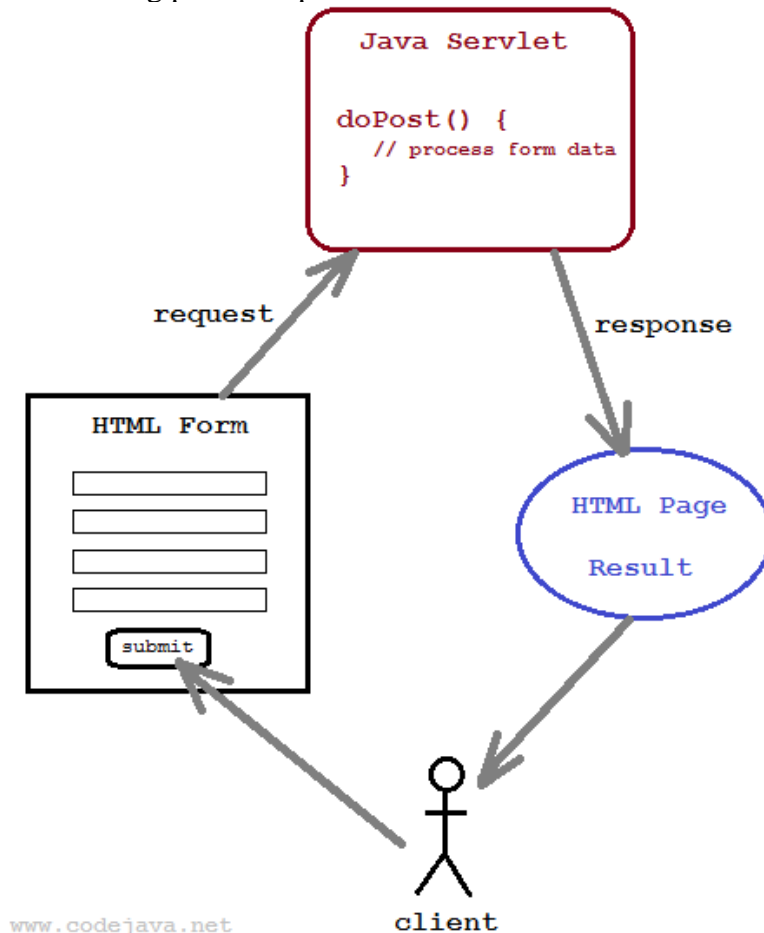 Java Servlet
doPost() {
// process form data
}
request
response
HTML Form
submit
HTML Page
Result
client
www.codejava.net